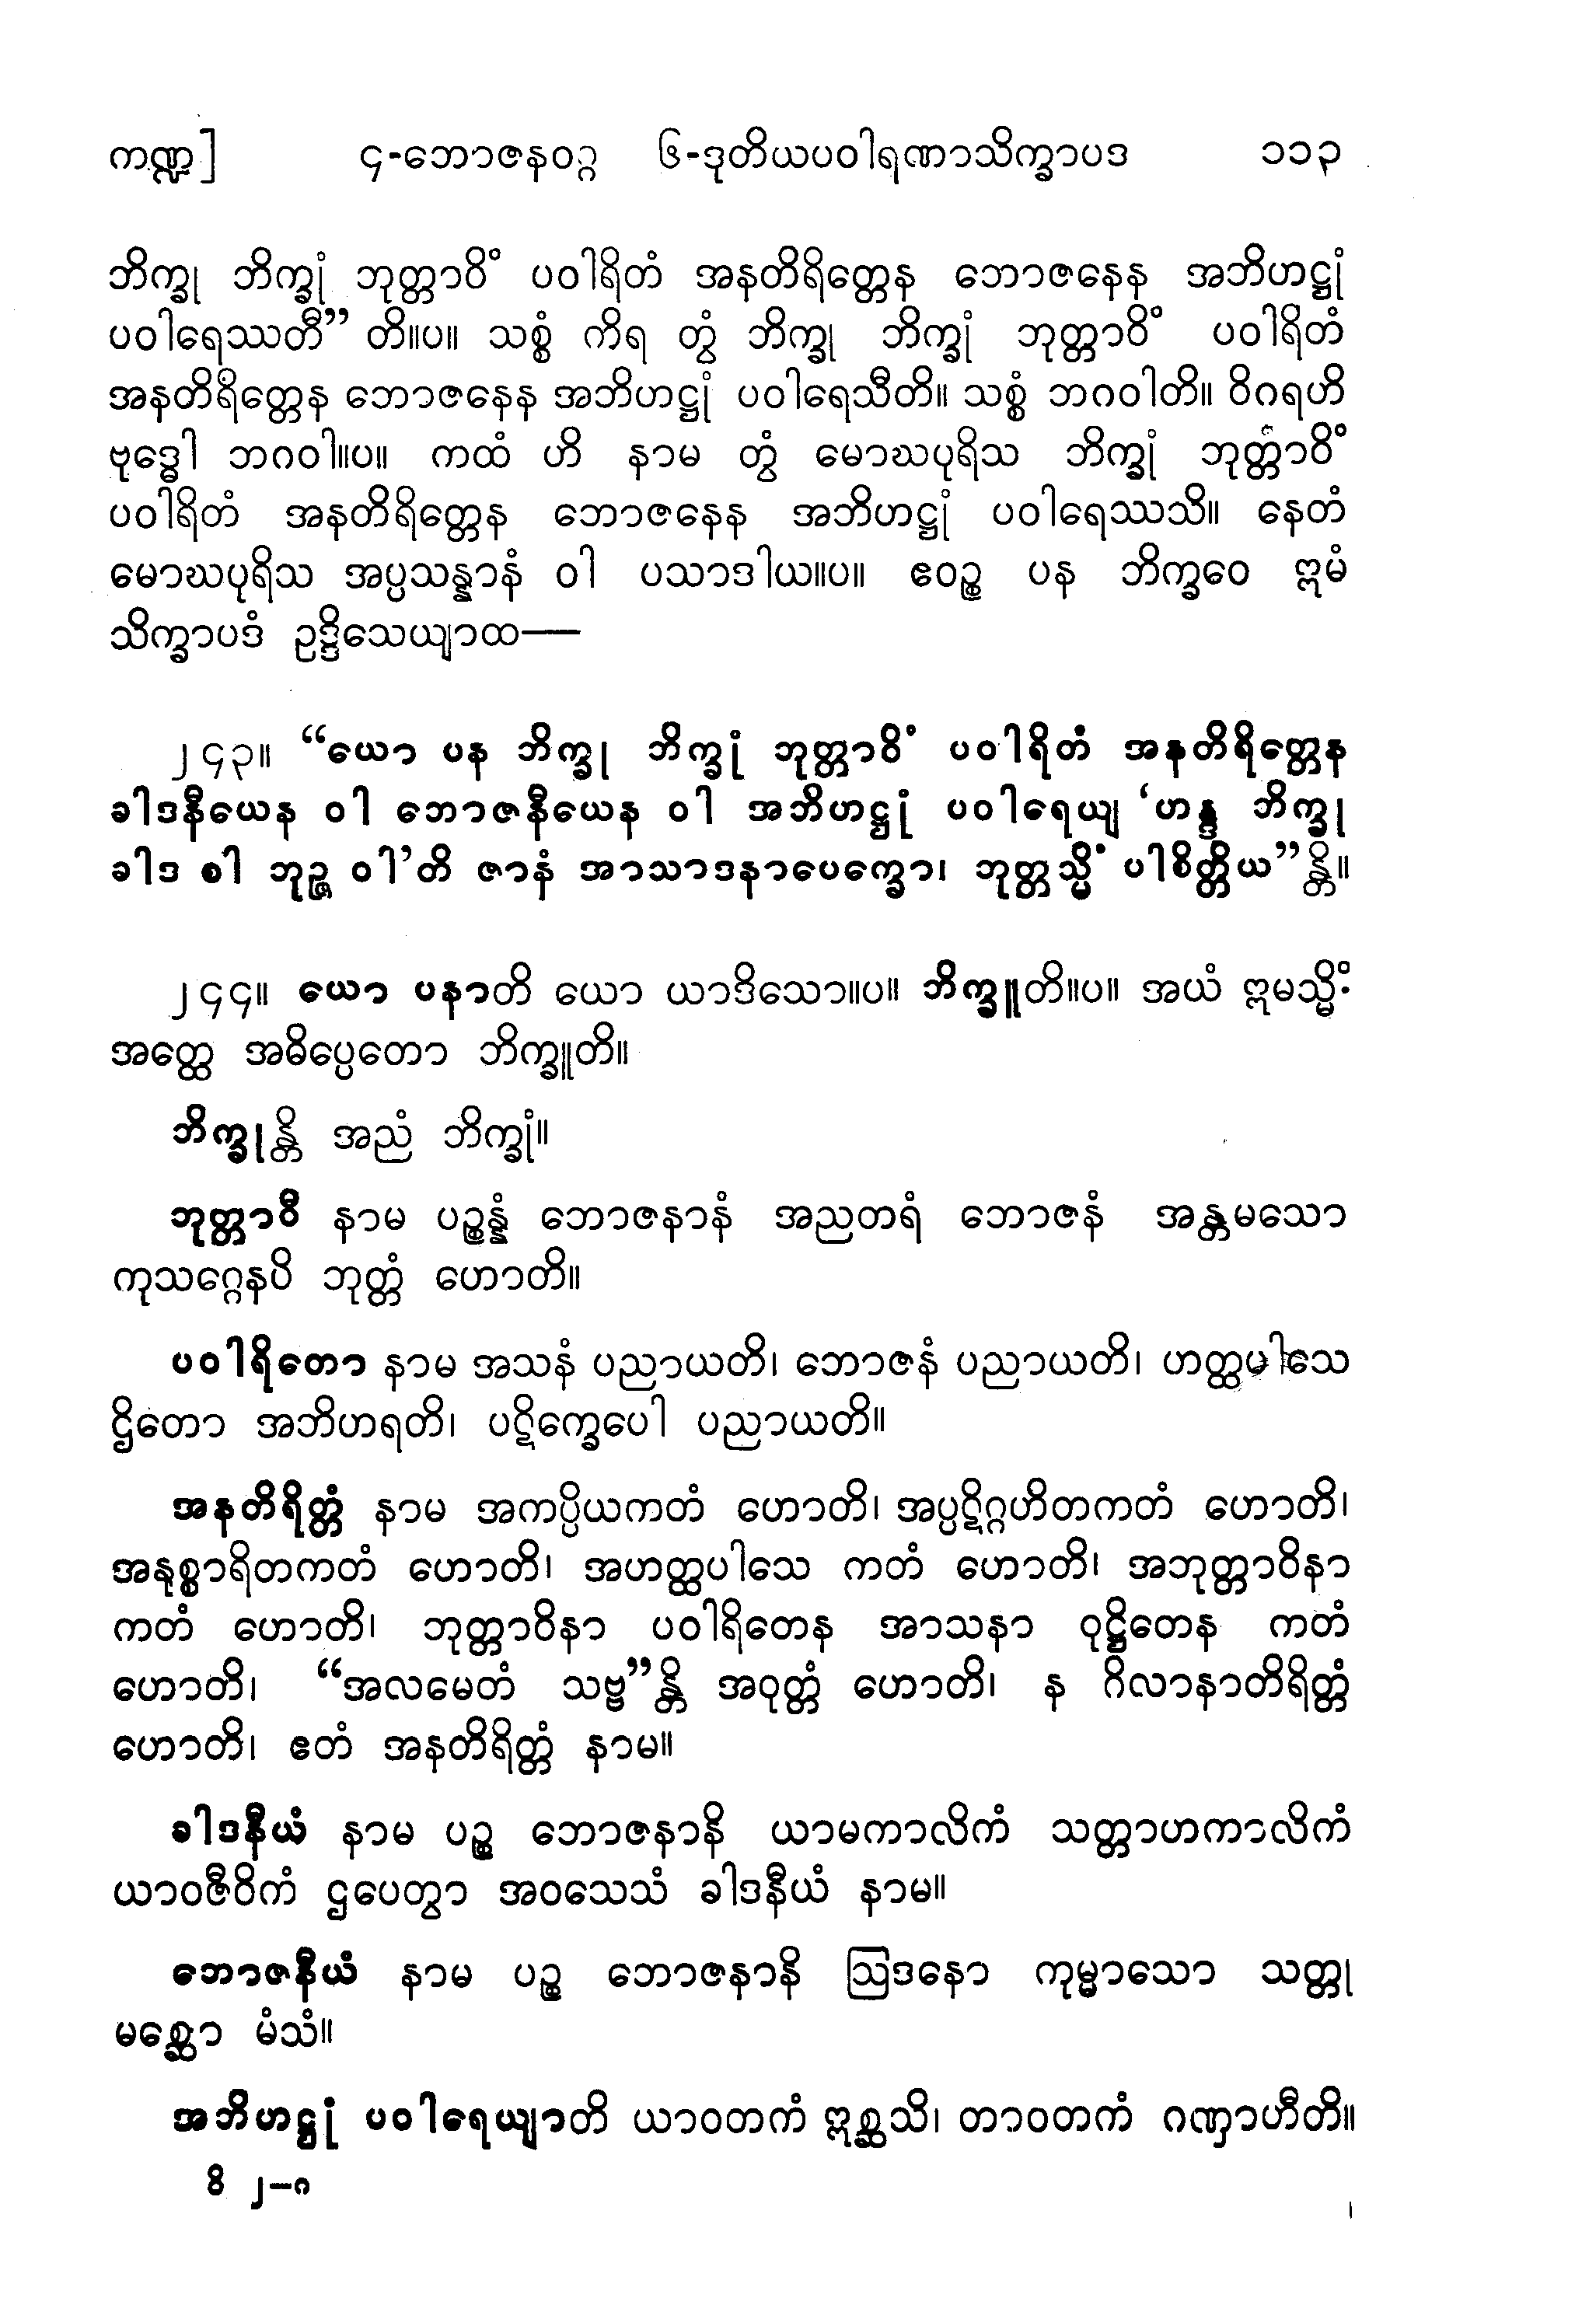 ကဏ္ဍ] ၄-ဘောဇနဝဂ္ဂ ၆-ဒုတိယပဝါရဏာသိက္ခာပဒ ၁၁၃
ဘိက္ခု ဘိက္ခုံ ဘုတ္တာဝိံ ပဝါရိတံ အနတိရိတ္တေန ဘောဇနေန အဘိဟဋ္ဌုံ
ပဝါရေဿတီ” တိ။ပ။ သစ္စံ ကိရ တွံ ဘိက္ခု ဘိက္ခုံ ဘုတ္တာဝိံ ပဝါရိတံ
အနတိရိတ္တေန ဘောဇနေန အဘိဟဋ္ဌုံ ပဝါရေသီတိ။ သစ္စံ ဘဂဝါတိ။ ဝိဂရဟိ
ဗုဒ္ဓေါ ဘဂဝါ။ပ။ ကထံ ဟိ နာမ တွံ မောဃပုရိသ ဘိက္ခုံ ဘုတ္တာဝိံ
ပဝါရိတံ အနတိရိတ္တေန ဘောဇနေန အဘိဟဋ္ဌုံ ပဝါရေဿသိ။ နေတံ
မောဃပုရိသ အပ္ပသန္နာနံ ဝါ ပသာဒါယ။ပ။ ဧဝဉ္စ ပန ဘိက္ခဝေ ဣမံ
သိက္ခာပဒံ ဥဒ္ဒိသေယျာထ—
၂၄၃။ “ယော ပန ဘိက္ခု ဘိက္ခုံ ဘုတ္တာဝိံ ပဝါရိတံ အနတိရိတ္တေန
ခါဒနီယေန ဝါ ဘောဇနီယေန ဝါ အဘိဟဋ္ဌုံ ပဝါရေယျ ‘ဟန္ဒ ဘိက္ခု
ခါဒ ဝါ ဘုဉ္ဇ ဝါ’တိ ဇာနံ အာသာဒနာပေက္ခော၊ ဘုတ္တသ္မိံ ပါစိတ္တိယ”န္တိ။
၂၄၄။ ယော ပနာတိ ယော ယာဒိသော။ပ။ ဘိက္ခူတိ။ပ။ အယံ ဣမသ္မိံ
အတ္ထေ အဓိပ္ပေတော ဘိက္ခူတိ။
ဘိက္ခုန္တိ အညံ ဘိက္ခုံ။
ဘုတ္တာဝီ နာမ ပဉ္စန္နံ ဘောဇနာနံ အညတရံ ဘောဇနံ အန္တမသော
ကုသဂ္ဂေနပိ ဘုတ္တံ ဟောတိ။
ပဝါရိတော နာမ အသနံ ပညာယတိ၊ ဘောဇနံ ပညာယတိ၊ ဟတ္ထပါသေ
ဌိတော အဘိဟရတိ၊ ပဋိက္ခေပေါ ပညာယတိ။
အနတိရိတ္တံ နာမ အကပ္ပိယကတံ ဟောတိ၊ အပ္ပဋိဂ္ဂဟိတကတံ ဟောတိ၊
အနုစ္စာရိတကတံ ဟောတိ၊ အဟတ္ထပါသေ ကတံ ဟောတိ၊ အဘုတ္တာဝိနာ
ကတံ ဟောတိ၊ ဘုတ္တာဝိနာ ပဝါရိတေန အာသနာ ဝုဋ္ဌိတေန ကတံ
ဟောတိ၊ “အလမေတံ သဗ္ဗ”န္တိ အဝုတ္တံ ဟောတိ၊ န ဂိလာနာတိရိတ္တံ
ဟောတိ၊ ဧတံ အနတိရိတ္တံ နာမ။
ခါဒနီယံ နာမ ပဉ္စ ဘောဇနာနိ ယာမကာလိကံ သတ္တာဟကာလိကံ
ယာဝဇီဝိကံ ဌပေတွာ အဝသေသံ ခါဒနီယံ နာမ။
ဘောဇနီယံ နာမ ပဉ္စ ဘောဇနာနိ ဩဒနော ကုမ္မာသော သတ္တု
မစ္ဆော မံသံ။
အဘိဟဋ္ဌုံ ပဝါရေယျာတိ ယာဝတကံ ဣစ္ဆသိ၊ တာဝတကံ ဂဏှာဟီတိ။
ဝိ ၂—၈